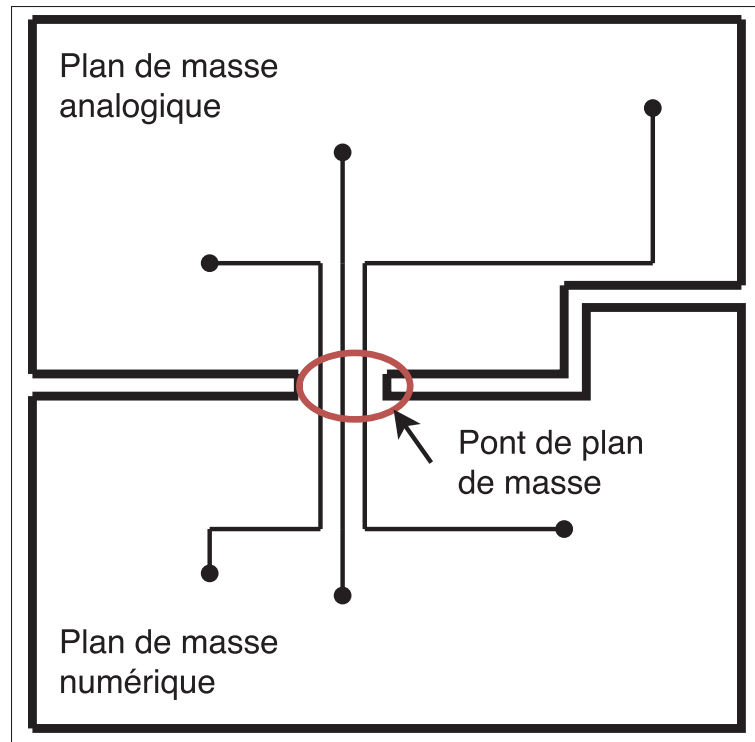 Plan de masse
analogique
Pont de plan
de masse
Plan de masse
numérique